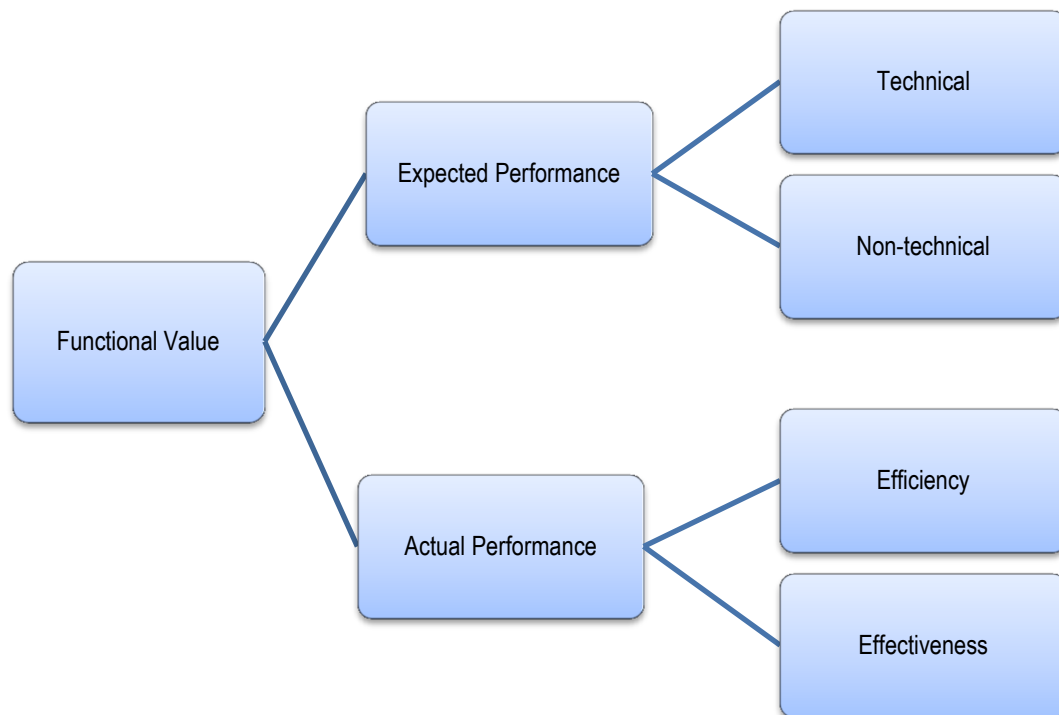 Technical
Expected Performance
Non-technical
Functional Value
Efficiency
Actual Performance
Effectiveness